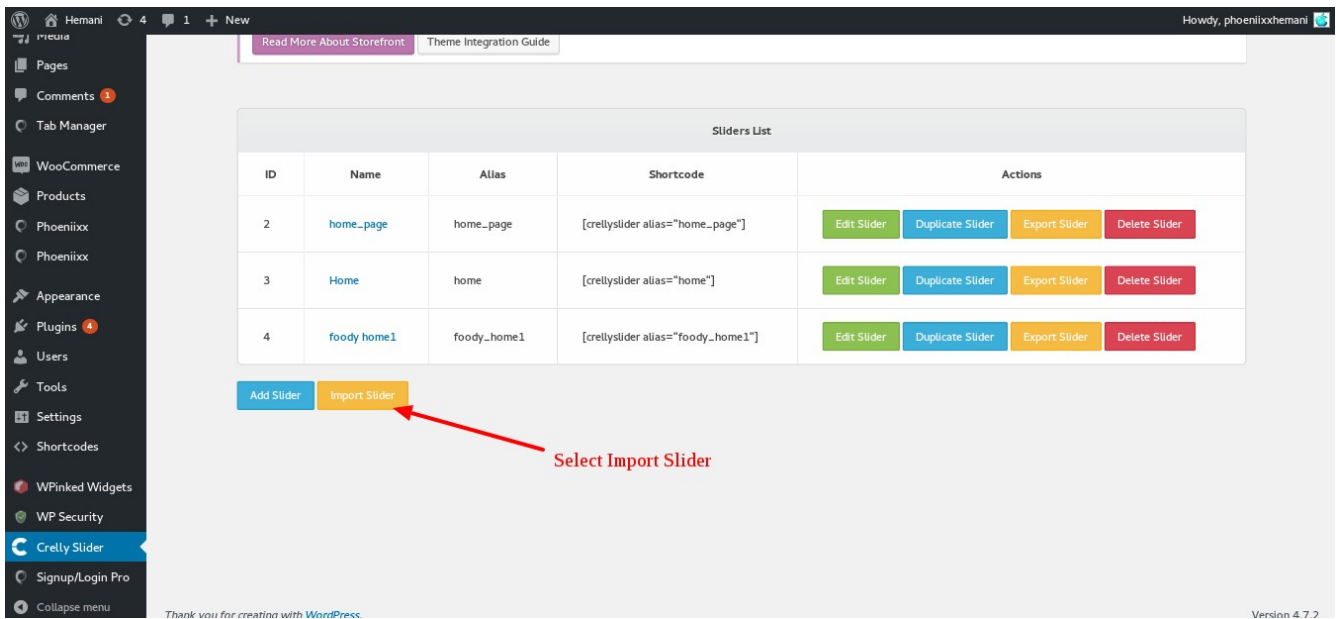 Hemani 4 1 + New Howdy, phoeniixxhemani
Media
Read More About Storefront Theme Integration Guide
Pages
Comments 1
Tab Manager
WooCommerce
Products
Phoeniixx
Phoeniixx
Appearance
Plugins 4
Users
Tools
Settings
Shortcodes
WPinked Widgets
WP Security
Crelly Slider
Signup/Login Pro
Collapse menu
Sliders List
ID Name Alias Shortcode Actions
2 home_page home_page [crellyslider alias="home_page"] Edit Slider Duplicate Slider Export Slider Delete Slider
3 Home home [crellyslider alias="home"] Edit Slider Duplicate Slider Export Slider Delete Slider
4 foody home1 foody_home1 [crellyslider alias="foody_home1"] Edit Slider Duplicate Slider Export Slider Delete Slider
Add Slider Import Slider
Select Import Slider
Thank you for creating with WordPress. Version 4.7.2